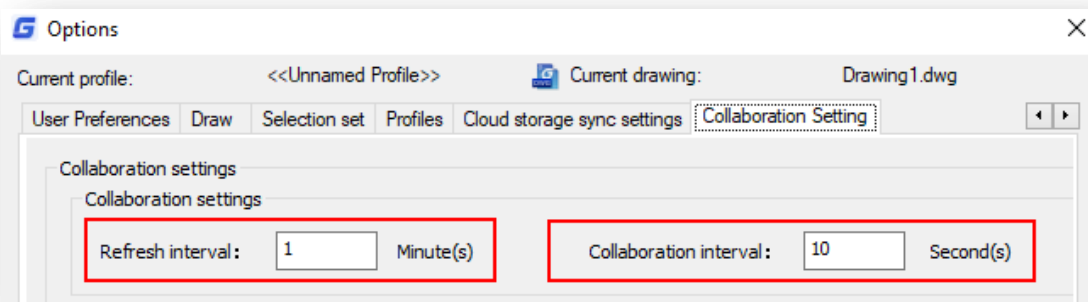 Options
Current profile: <<Unnamed Profile>> Current drawing: Drawing1.dwg
User Preferences Draw Selection set Profiles Cloud storage sync settings Collaboration Setting
Collaboration settings
Collaboration settings
Refresh interval: 1 Minute(s) Collaboration interval: 10 Second(s)